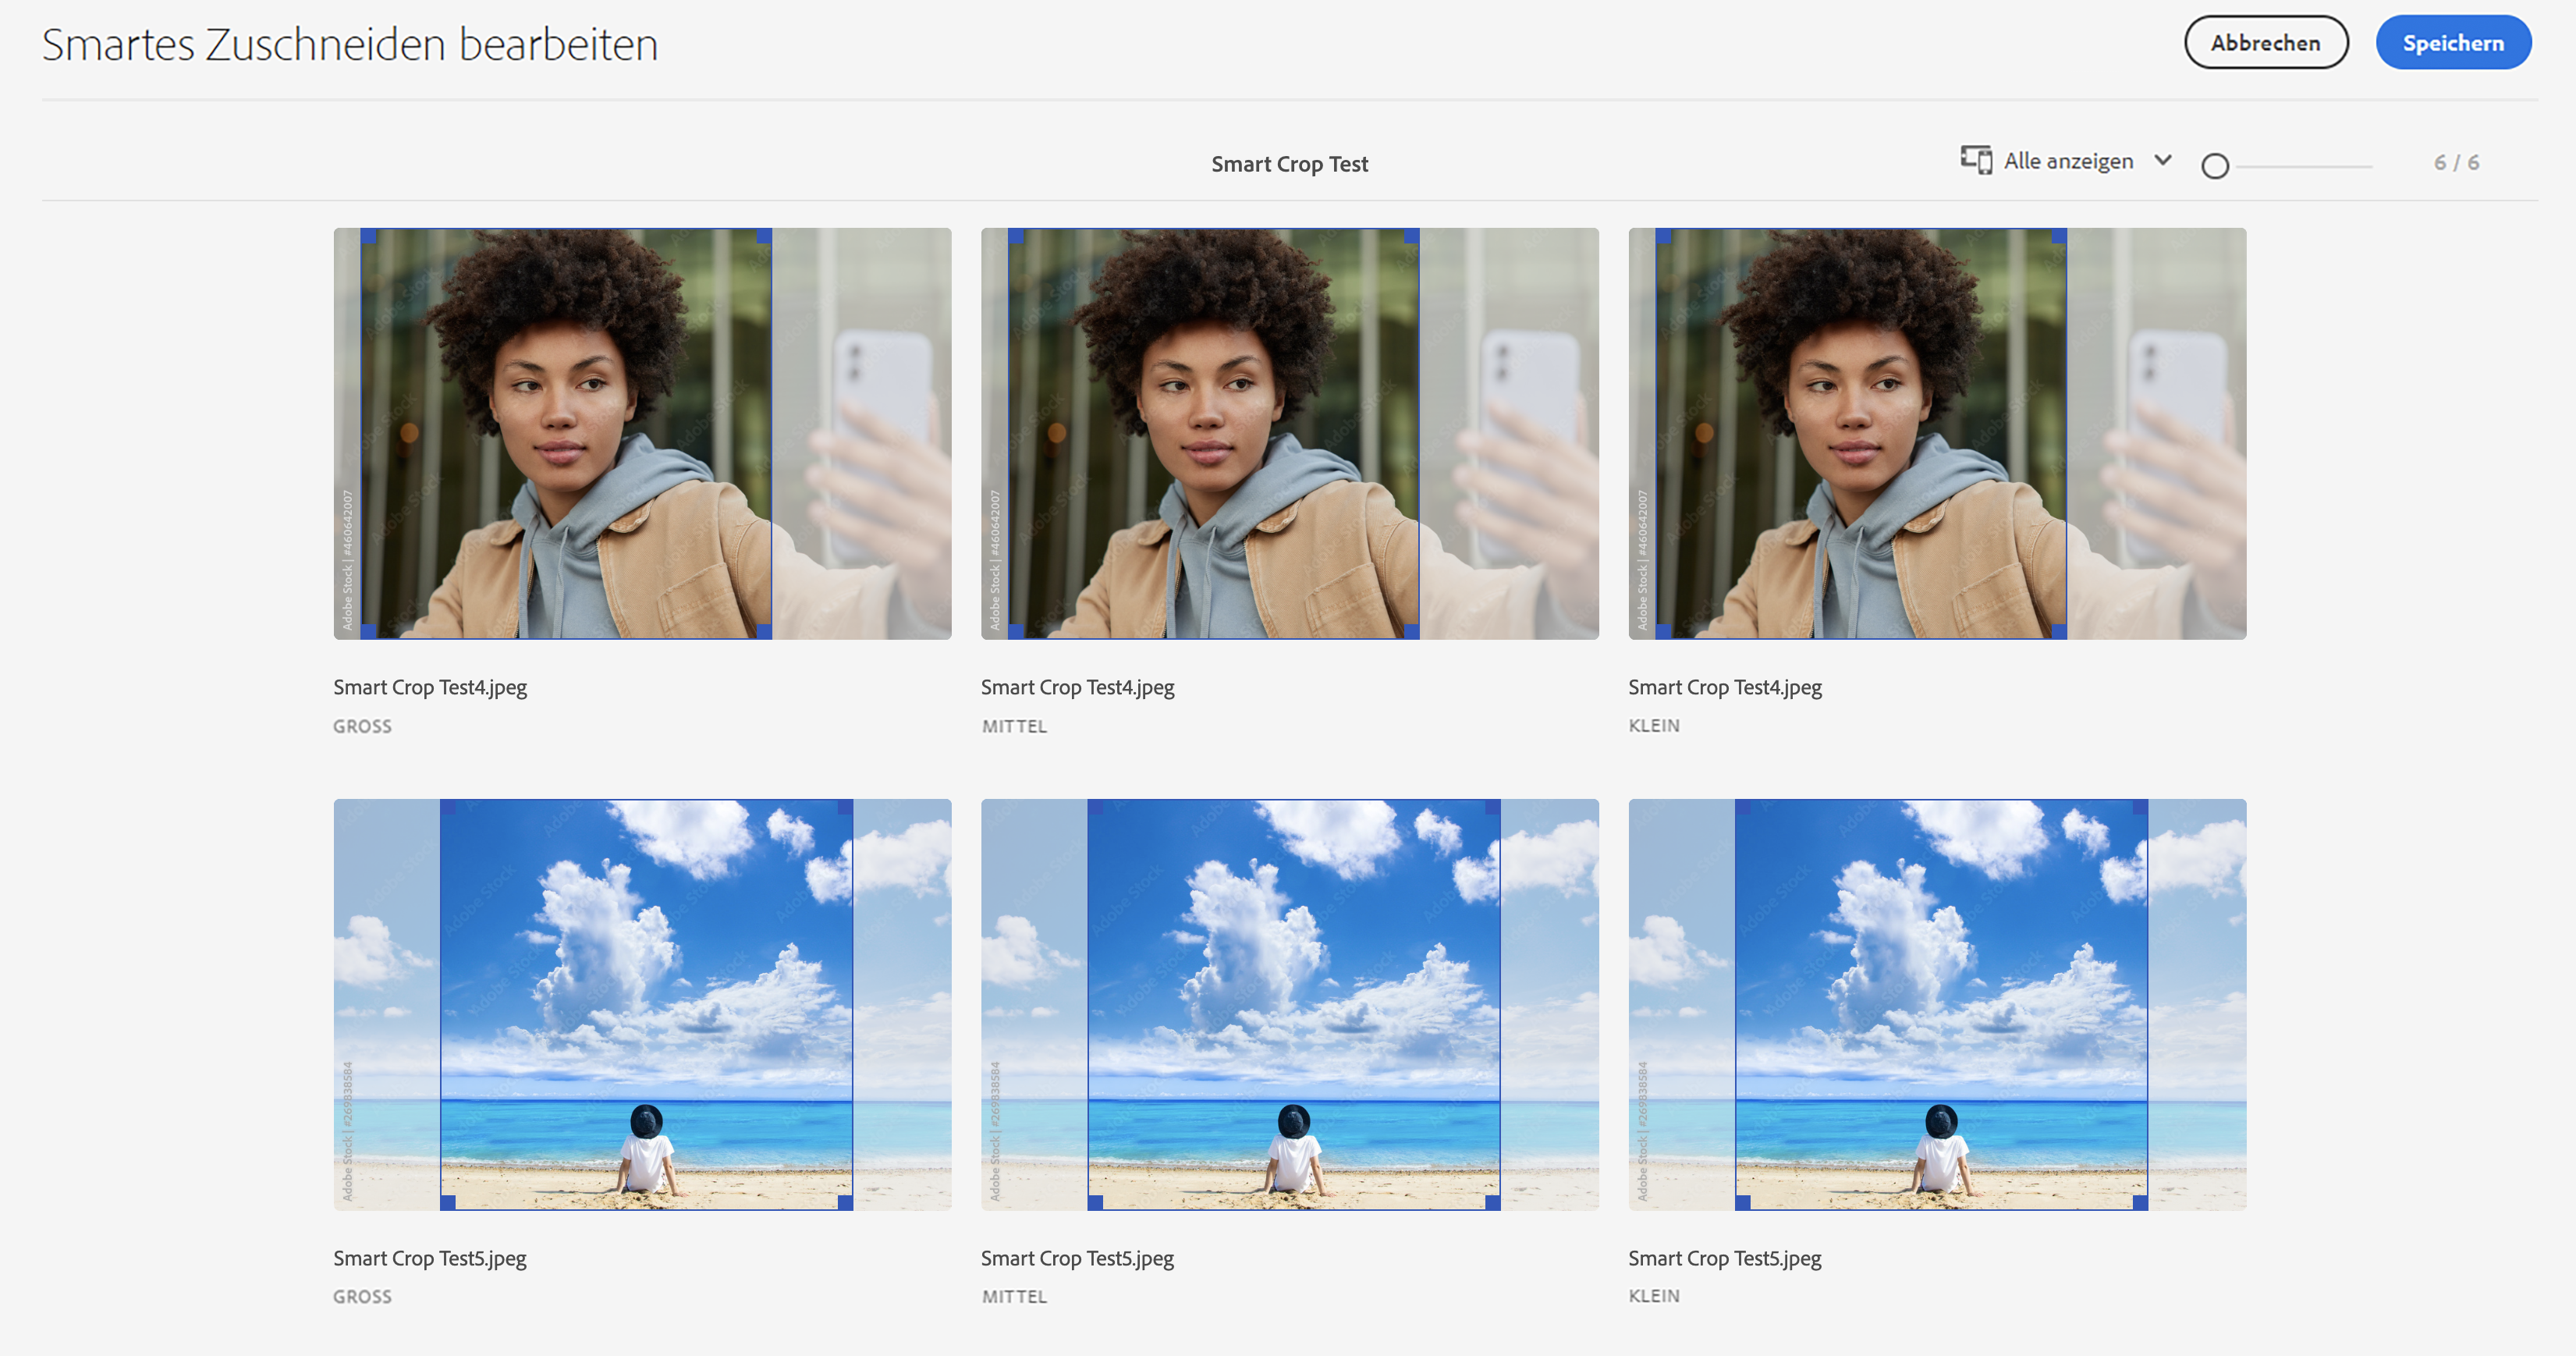 Smartes Zuschneiden bearbeiten
Abbrechen
Speichern
Smart Crop Test
Alle anzeigen
6 / 6
Adobe Stock | #460642007
Adobe Stock | #460642007
Adobe Stock | #460642007
Smart Crop Test4.jpeg
Smart Crop Test4.jpeg
Smart Crop Test4.jpeg
GROSS
MITTEL
KLEIN
Adobe Stock | #269838584
Adobe Stock | #269838584
Adobe Stock | #269838584
Smart Crop Test5.jpeg
Smart Crop Test5.jpeg
Smart Crop Test5.jpeg
GROSS
MITTEL
KLEIN